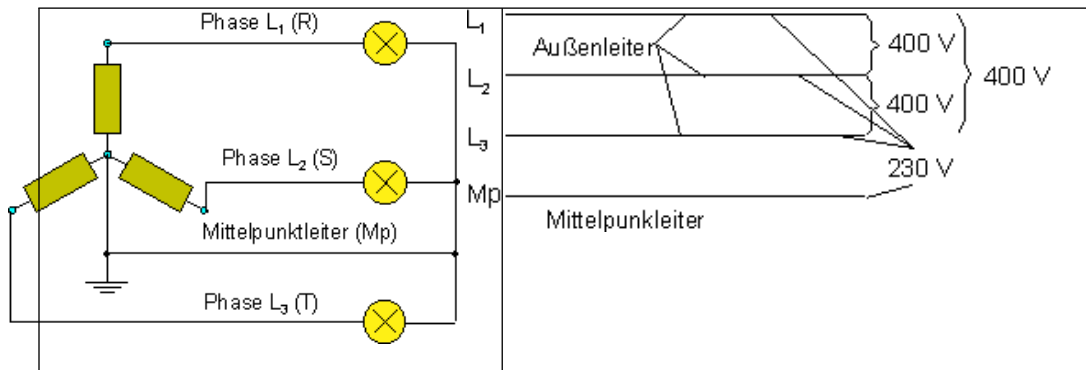 Phase L₁ (R)
Phase L₂ (S)
Mittelpunktleiter (Mp)
Phase L₃ (T)
L₁
Außenleiter
L₂
L₃
Mp
Mittelpunkleiter
400 V
400 V
400 V
230 V